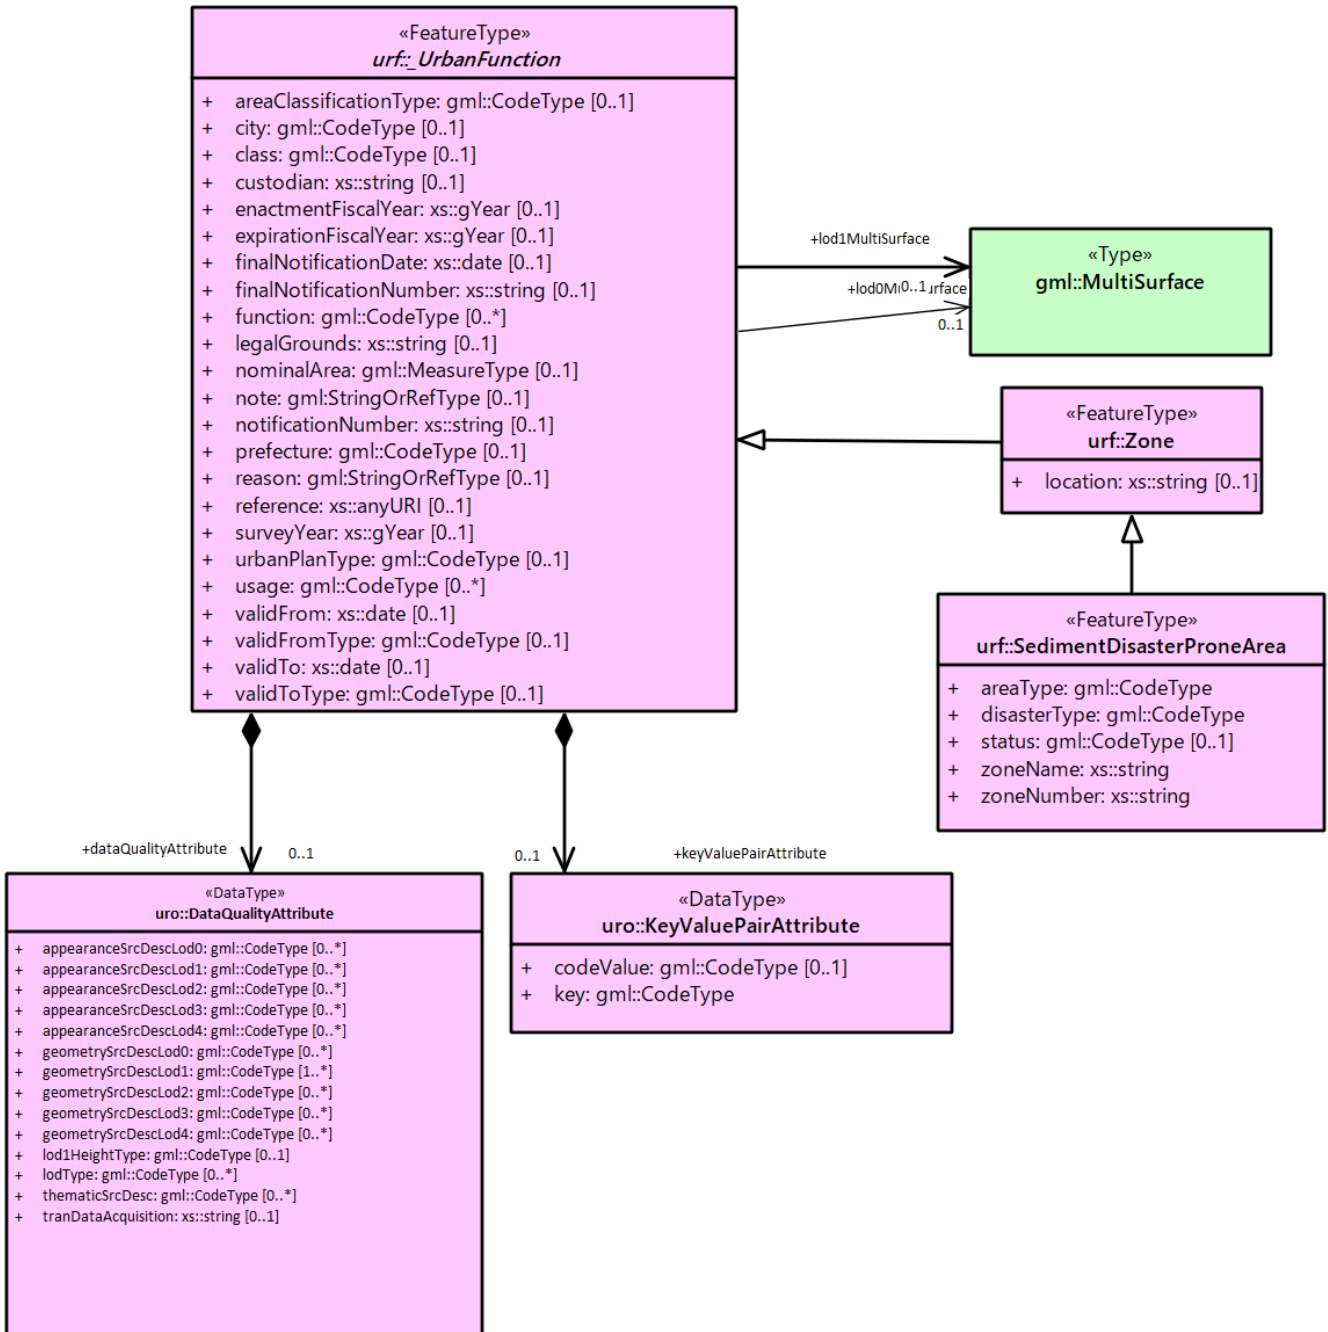 «FeatureType»
urf::_UrbanFunction
+ areaClassificationType: gml::CodeType [0..1]
+ city: gml::CodeType [0..1]
+ class: gml::CodeType [0..1]
+ custodian: xs::string [0..1]
+ enactmentFiscalYear: xs::gYear [0..1]
+ expirationFiscalYear: xs::gYear [0..1]
+ finalNotificationDate: xs::date [0..1]
+ finalNotificationNumber: xs::string [0..1]
+ function: gml::CodeType [0..*]
+ legalGrounds: xs::string [0..1]
+ nominalArea: gml::MeasureType [0..1]
+ note: gml:StringOrRefType [0..1]
+ notificationNumber: xs::string [0..1]
+ prefecture: gml::CodeType [0..1]
+ reason: gml:StringOrRefType [0..1]
+ reference: xs::anyURI [0..1]
+ surveyYear: xs::gYear [0..1]
+ urbanPlanType: gml::CodeType [0..1]
+ usage: gml::CodeType [0..*]
+ validFrom: xs::date [0..1]
+ validFromType: gml::CodeType [0..1]
+ validTo: xs::date [0..1]
+ validToType: gml::CodeType [0..1]
+lod1MultiSurface
0..1
0..1
«Type»
gml::MultiSurface
«FeatureType»
urf::Zone
+ location: xs::string [0..1]
«FeatureType»
urf::SedimentDisasterProneArea
+ areaType: gml::CodeType
+ disasterType: gml::CodeType
+ status: gml::CodeType [0..1]
+ zoneName: xs::string
+ zoneNumber: xs::string
+dataQualityAttribute
0..1
0..1
+keyValuePairAttribute
«DataType»
uro::DataQualityAttribute
+ appearanceSrcDescLod0: gml::CodeType [0..*]
+ appearanceSrcDescLod1: gml::CodeType [0..*]
+ appearanceSrcDescLod2: gml::CodeType [0..*]
+ appearanceSrcDescLod3: gml::CodeType [0..*]
+ appearanceSrcDescLod4: gml::CodeType [0..*]
+ geometrySrcDescLod0: gml::CodeType [0..*]
+ geometrySrcDescLod1: gml::CodeType [1..*]
+ geometrySrcDescLod2: gml::CodeType [0..*]
+ geometrySrcDescLod3: gml::CodeType [0..*]
+ geometrySrcDescLod4: gml::CodeType [0..*]
+ lod1HeightType: gml::CodeType [0..1]
+ lodType: gml::CodeType [0..*]
+ thematicSrcDesc: gml::CodeType [0..*]
+ tranDataAcquisition: xs::string [0..1]
«DataType»
uro::KeyValuePairAttribute
+ codeValue: gml::CodeType [0..1]
+ key: gml::CodeType